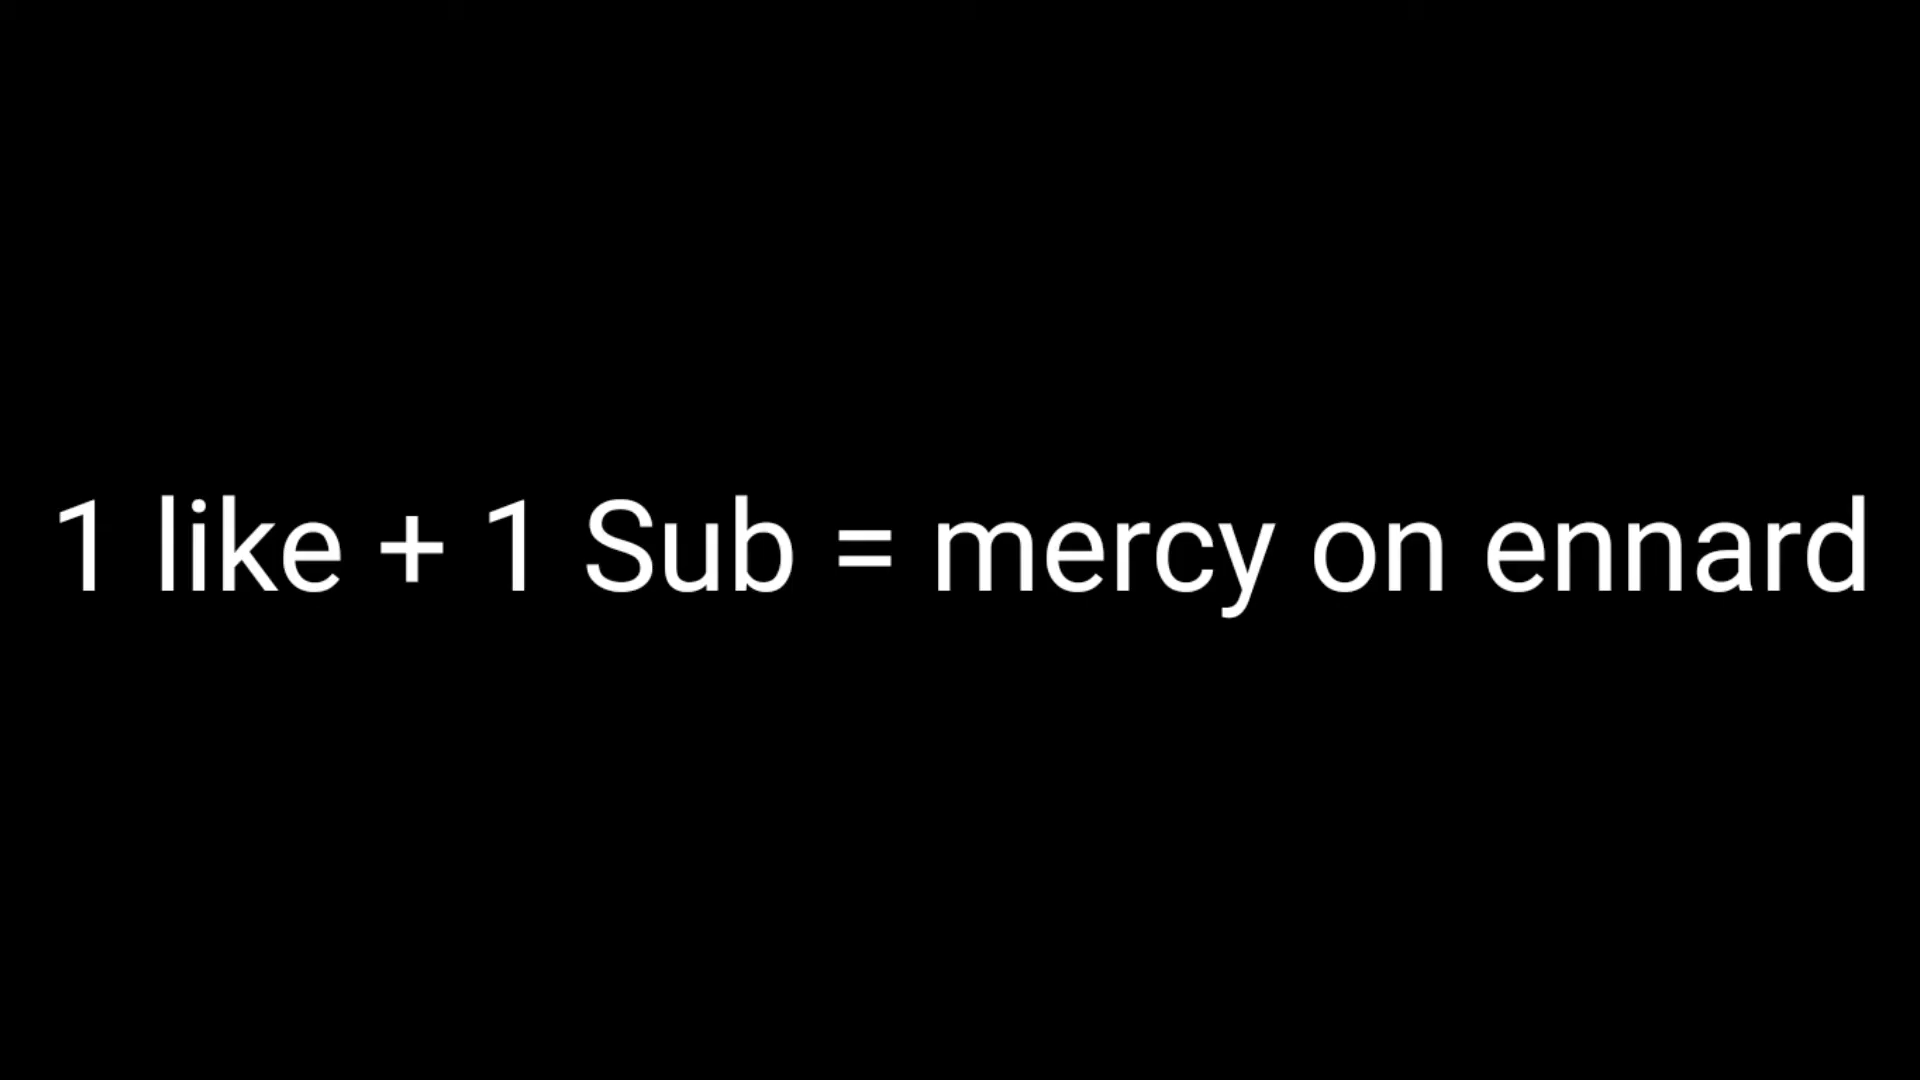 1 like + 1 Sub = mercy on ennard